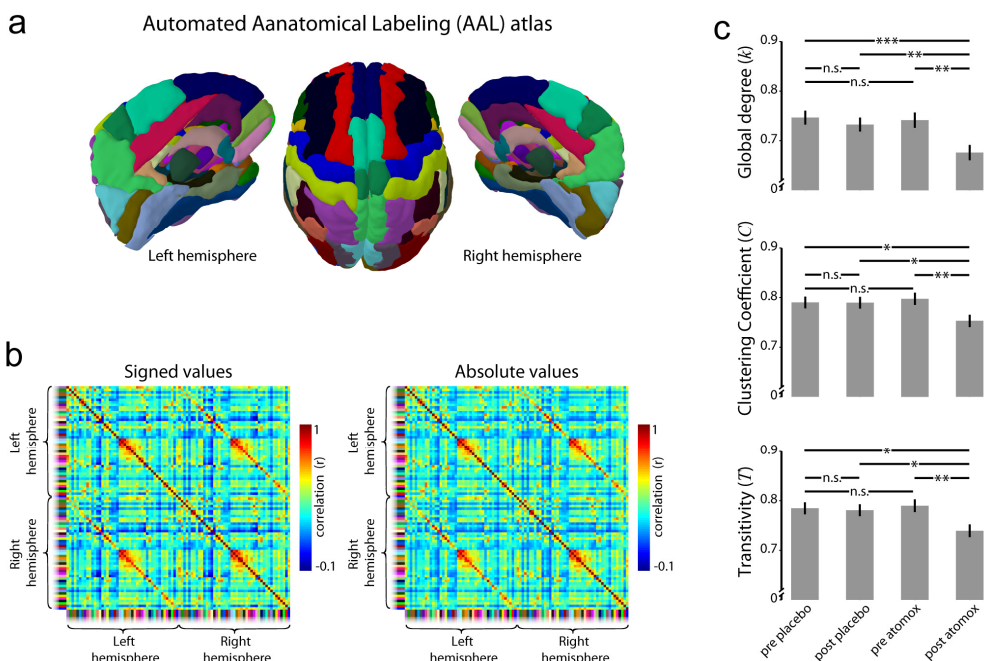 a
Automated Aanatomical Labeling (AAL) atlas
Left hemisphere
Right hemisphere
b
Signed values
Left
hemisphere
Right
hemisphere
Left
hemisphere
Right
hemisphere
1
correlation (r)
-0.1
Absolute values
Left
hemisphere
Right
hemisphere
Left
hemisphere
Right
hemisphere
1
correlation (r)
-0.1
c
Global degree (k)
0.9
0.8
0.7
0
***
**
n.s.
**
n.s.
Clustering Coefficient (C)
0.9
0.8
0.7
0
*
*
n.s.
**
n.s.
Transitivity (T)
0.9
0.8
0.7
0
*
*
n.s.
**
n.s.
pre placebo
post placebo
pre atomox
post atomox